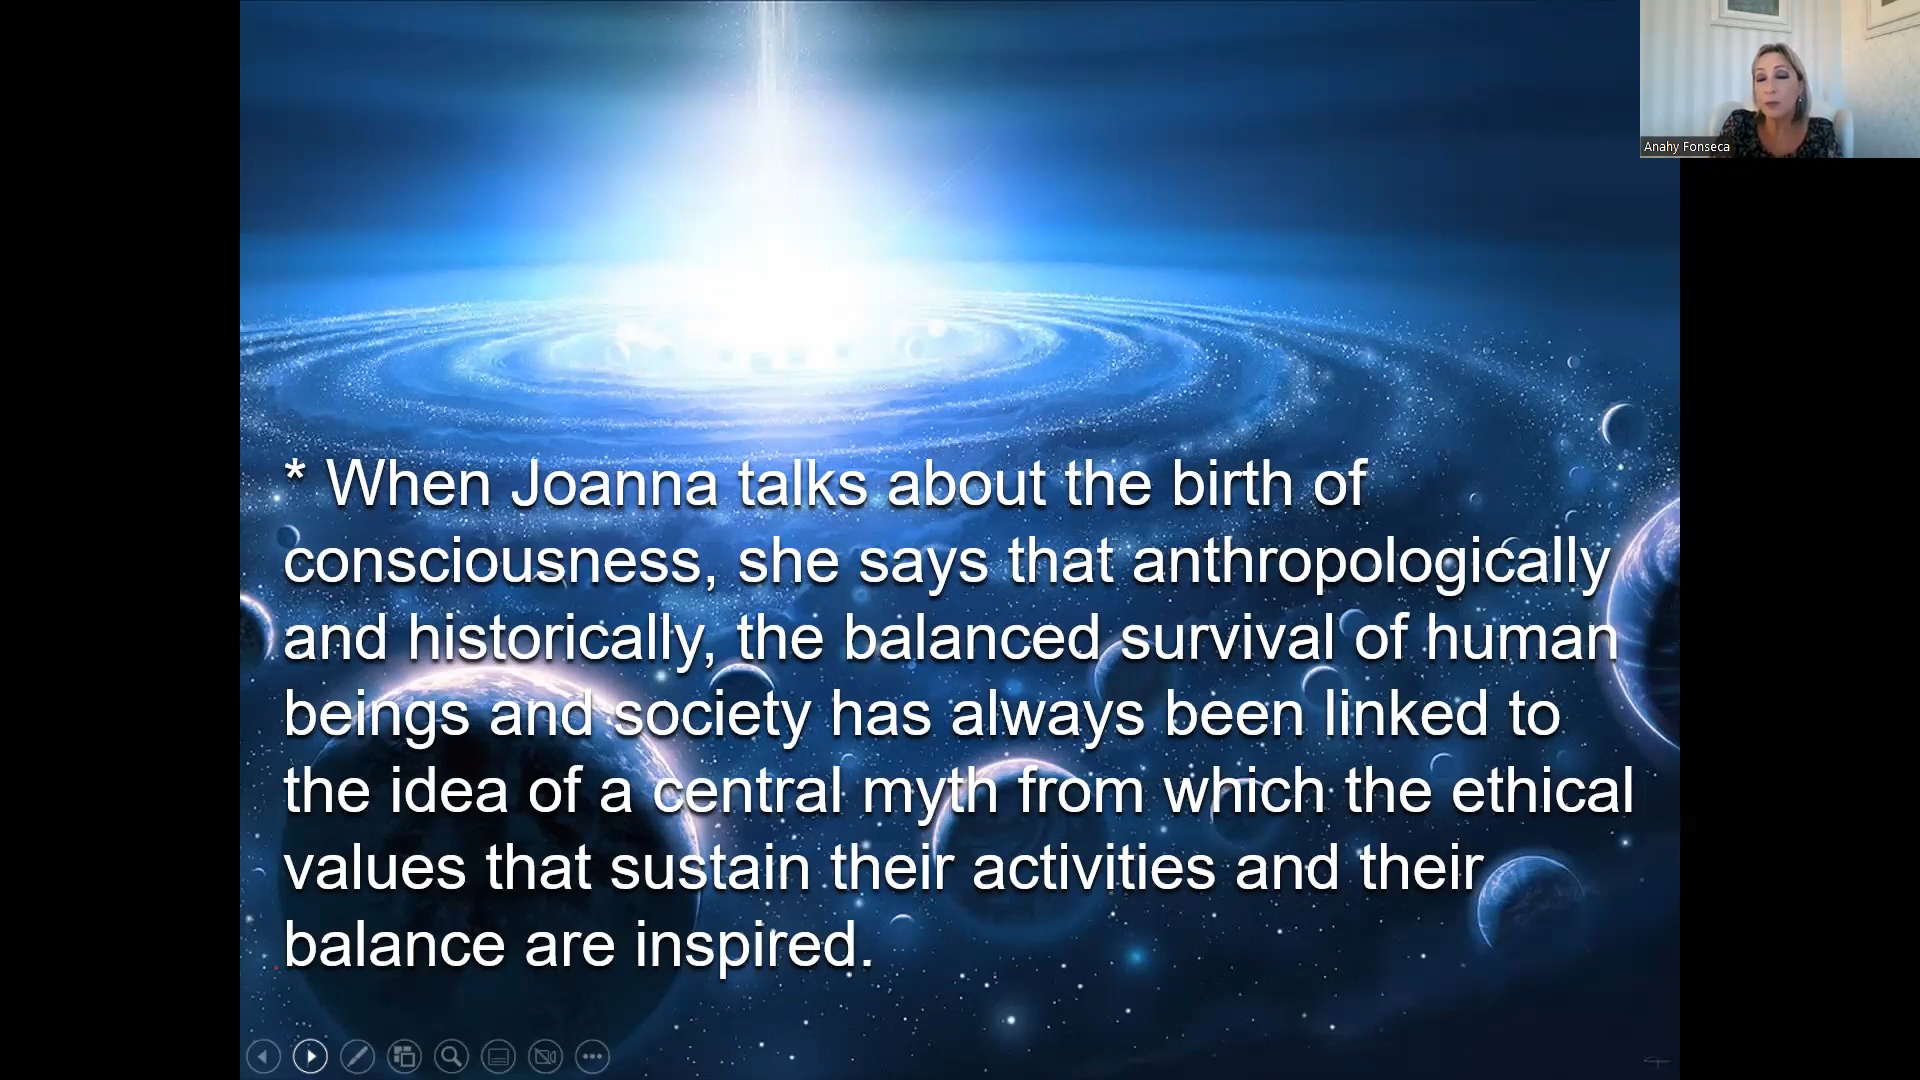 Anahy Fonseca
* When Joanna talks about the birth of
consciousness, she says that anthropologically
and historically, the balanced survival of human
beings and society has always been linked to
the idea of a central myth from which the ethical
values that sustain their activities and their
balance are inspired.